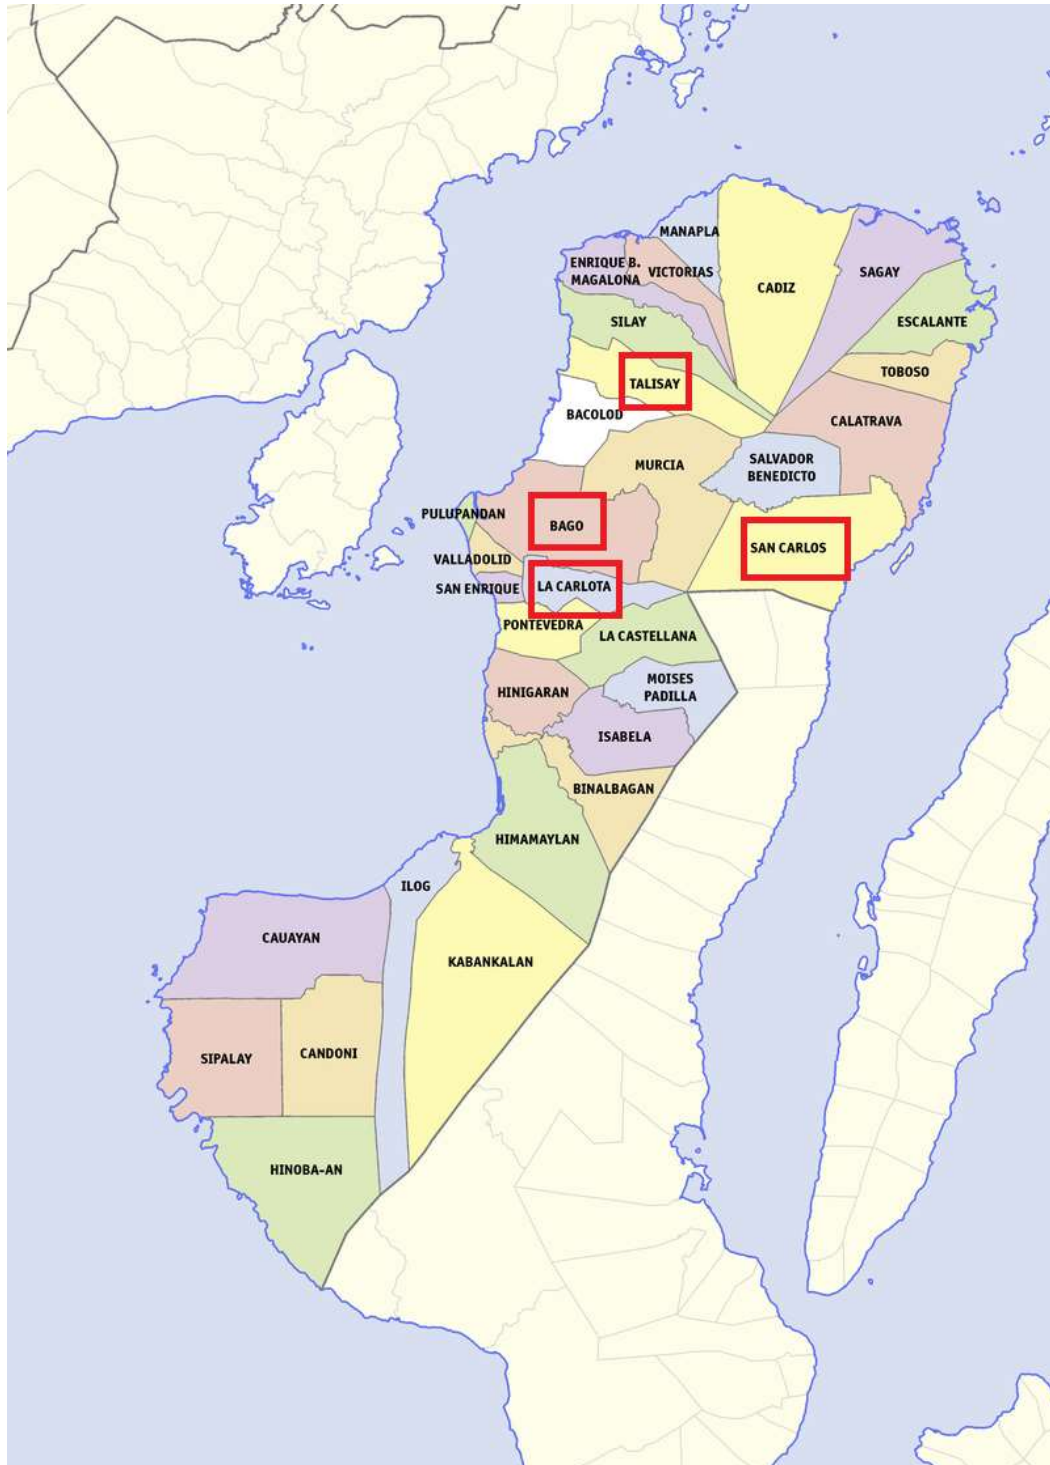 MANAPLA
ENRIQUE B.
MAGALONA
VICTORIAS
CADIZ
SAGAY
SILAY
ESCALANTE
TALISAY
TOBOSO
BACOLOD
CALATRAVA
MURCIA
SALVADOR
BENEDICTO
PULUPANDAN
BAGO
SAN CARLOS
VALLADOLID
SAN ENRIQUE
LA CARLOTA
PONTEVEDRA
LA CASTELLANA
HINIGARAN
MOISES
PADILLA
ISABELA
BINALBAGAN
HIMAMAYLAN
ILOG
CAUAYAN
KABANKALAN
SIPALAY
CANDONI
HINOBA-AN